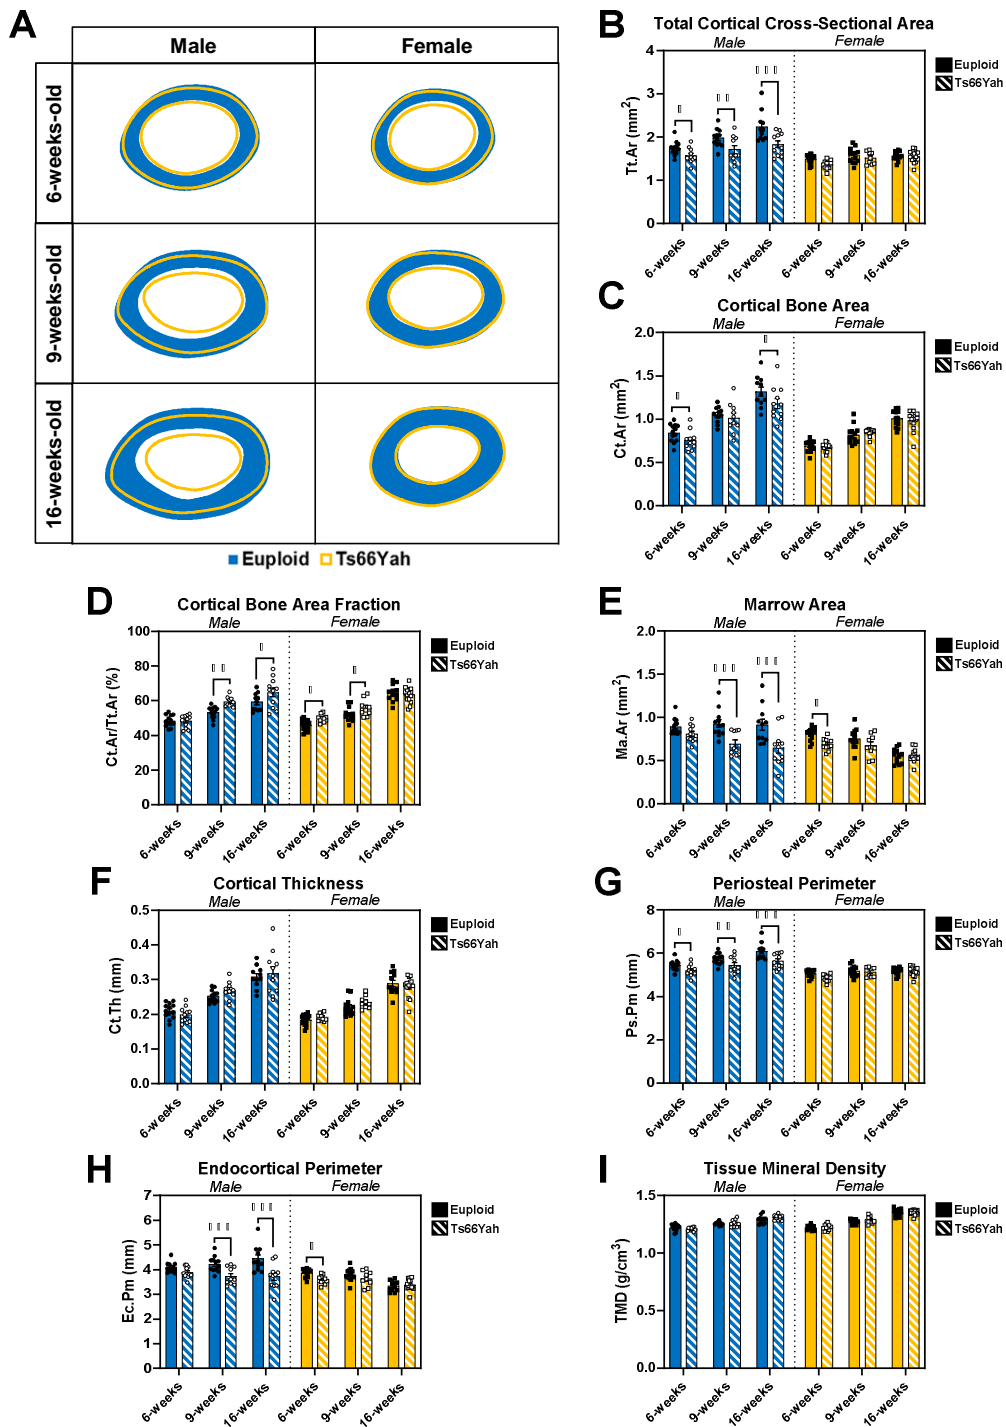 A
Male
Female
6-weeks-old
9-weeks-old
16-weeks-old
Euploid
Ts66Yah
B
Total Cortical Cross-Sectional Area
Male
Female
Tt.Ar (mm²)
4
3
2
1
0
6-weeks
9-weeks
16-weeks
6-weeks
9-weeks
16-weeks
Euploid
Ts66Yah
C
Cortical Bone Area
Male
Female
Ct.Ar (mm²)
2.0
1.5
1.0
0.5
0.0
6-weeks
9-weeks
16-weeks
6-weeks
9-weeks
16-weeks
Euploid
Ts66Yah
D
Cortical Bone Area Fraction
Male
Female
Ct.Ar/Tt.Ar (%)
100
80
60
40
20
0
6-weeks
9-weeks
16-weeks
6-weeks
9-weeks
16-weeks
Euploid
Ts66Yah
E
Marrow Area
Male
Female
Ma.Ar (mm²)
2.0
1.5
1.0
0.5
0.0
6-weeks
9-weeks
16-weeks
6-weeks
9-weeks
16-weeks
Euploid
Ts66Yah
F
Cortical Thickness
Male
Female
Ct.Th (mm)
0.5
0.4
0.3
0.2
0.1
0.0
6-weeks
9-weeks
16-weeks
6-weeks
9-weeks
16-weeks
Euploid
Ts66Yah
G
Periosteal Perimeter
Male
Female
Ps.Pm (mm)
8
6
4
2
0
6-weeks
9-weeks
16-weeks
6-weeks
9-weeks
16-weeks
Euploid
Ts66Yah
H
Endocortical Perimeter
Male
Female
Ec.Pm (mm)
7
6
5
4
3
2
1
0
6-weeks
9-weeks
16-weeks
6-weeks
9-weeks
16-weeks
Euploid
Ts66Yah
I
Tissue Mineral Density
Male
Female
TMD (g/cm³)
1.5
1.0
0.5
0.0
6-weeks
9-weeks
16-weeks
6-weeks
9-weeks
16-weeks
Euploid
Ts66Yah